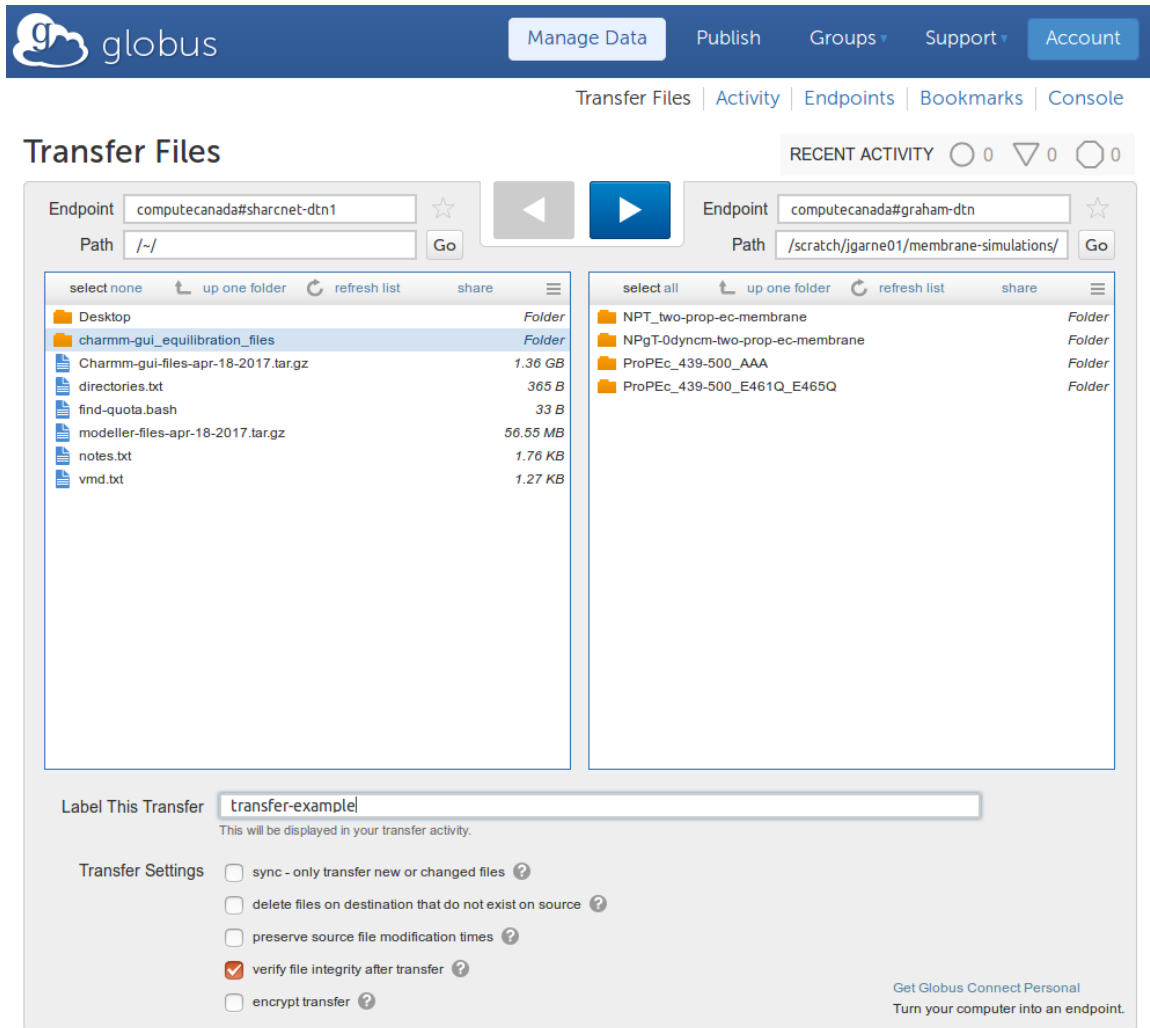 globus
Manage Data Publish Groups Support Account
Transfer Files Activity Endpoints Bookmarks Console
Transfer Files
RECENT ACTIVITY 0 0 0
Endpoint computecanada#sharcnet-dtn1
Path /~/ Go
Endpoint computecanada#graham-dtn
Path /scratch/jgarne01/membrane-simulations/ Go
select none up one folder refresh list share
Desktop Folder
charmm-gui_equilibration_files Folder
Charmm-gui-files-apr-18-2017.tar.gz 1.36 GB
directories.txt 365 B
find-quota.bash 33 B
modeller-files-apr-18-2017.tar.gz 56.55 MB
notes.txt 1.76 KB
vmd.txt 1.27 KB
select all up one folder refresh list share
NPT_two-prop-ec-membrane Folder
NPgT-0dyncm-two-prop-ec-membrane Folder
ProPEc_439-500_AAA Folder
ProPEc_439-500_E461Q_E465Q Folder
Label This Transfer transfer-example
This will be displayed in your transfer activity.
Transfer Settings sync - only transfer new or changed files ?
delete files on destination that do not exist on source ?
preserve source file modification times ?
verify file integrity after transfer ?
encrypt transfer ?
Get Globus Connect Personal
Turn your computer into an endpoint.